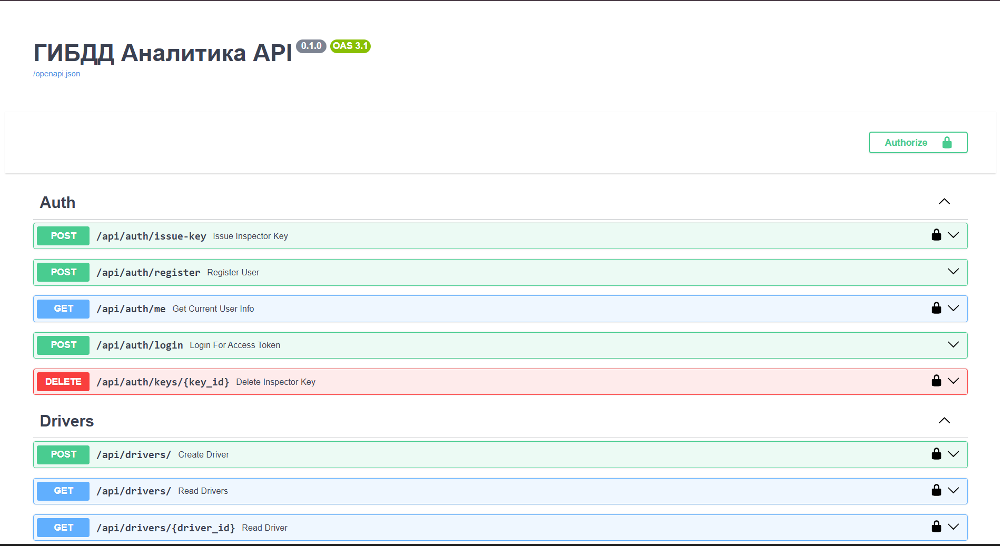 ГИБДД Аналитика API 0.1.0 OAS 3.1
/openapi.json
Authorize
Auth
POST /api/auth/issue-key Issue Inspector Key
POST /api/auth/register Register User
GET /api/auth/me Get Current User Info
POST /api/auth/login Login For Access Token
DELETE /api/auth/keys/{key_id} Delete Inspector Key
Drivers
POST /api/drivers/ Create Driver
GET /api/drivers/ Read Drivers
GET /api/drivers/{driver_id} Read Driver